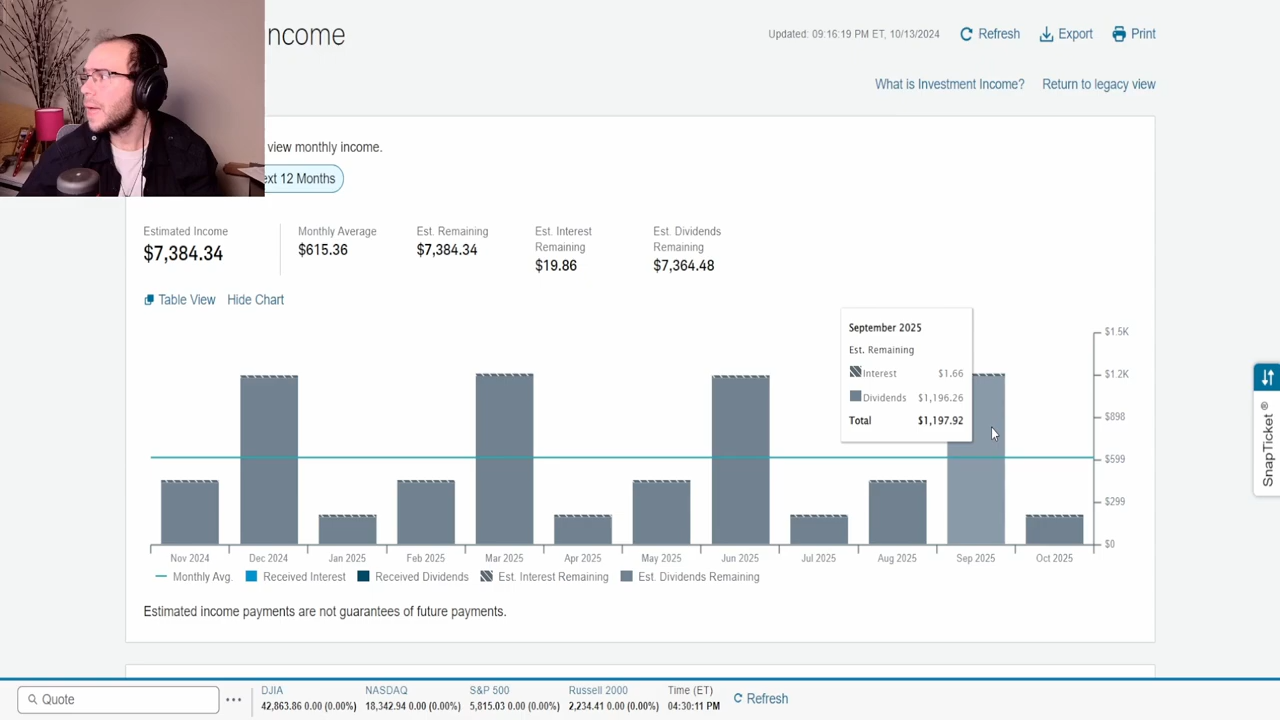 ncome
Updated: 09:16:19 PM ET, 10/13/2024
Refresh
Export
Print
What is Investment Income?
Return to legacy view
view monthly income.
ext 12 Months
Estimated Income
$7,384.34
Monthly Average
$615.36
Est. Remaining
$7,384.34
Est. Interest
Remaining
$19.86
Est. Dividends
Remaining
$7,364.48
Table View
Hide Chart
September 2025
Est. Remaining
Interest $1.66
Dividends $1,196.26
Total $1,197.92
$1.5K
$1.2K
$898
$599
$299
$0
Nov 2024 Dec 2024 Jan 2025 Feb 2025 Mar 2025 Apr 2025 May 2025 Jun 2025 Jul 2025 Aug 2025 Sep 2025 Oct 2025
Monthly Avg. Received Interest Received Dividends Est. Interest Remaining Est. Dividends Remaining
Estimated income payments are not guarantees of future payments.
SnapTicket ®
Quote
DJIA
42,863.86 0.00 (0.00%)
NASDAQ
18,342.94 0.00 (0.00%)
S&P 500
5,815.03 0.00 (0.00%)
Russell 2000
2,234.41 0.00 (0.00%)
Time (ET)
04:30:11 PM
Refresh